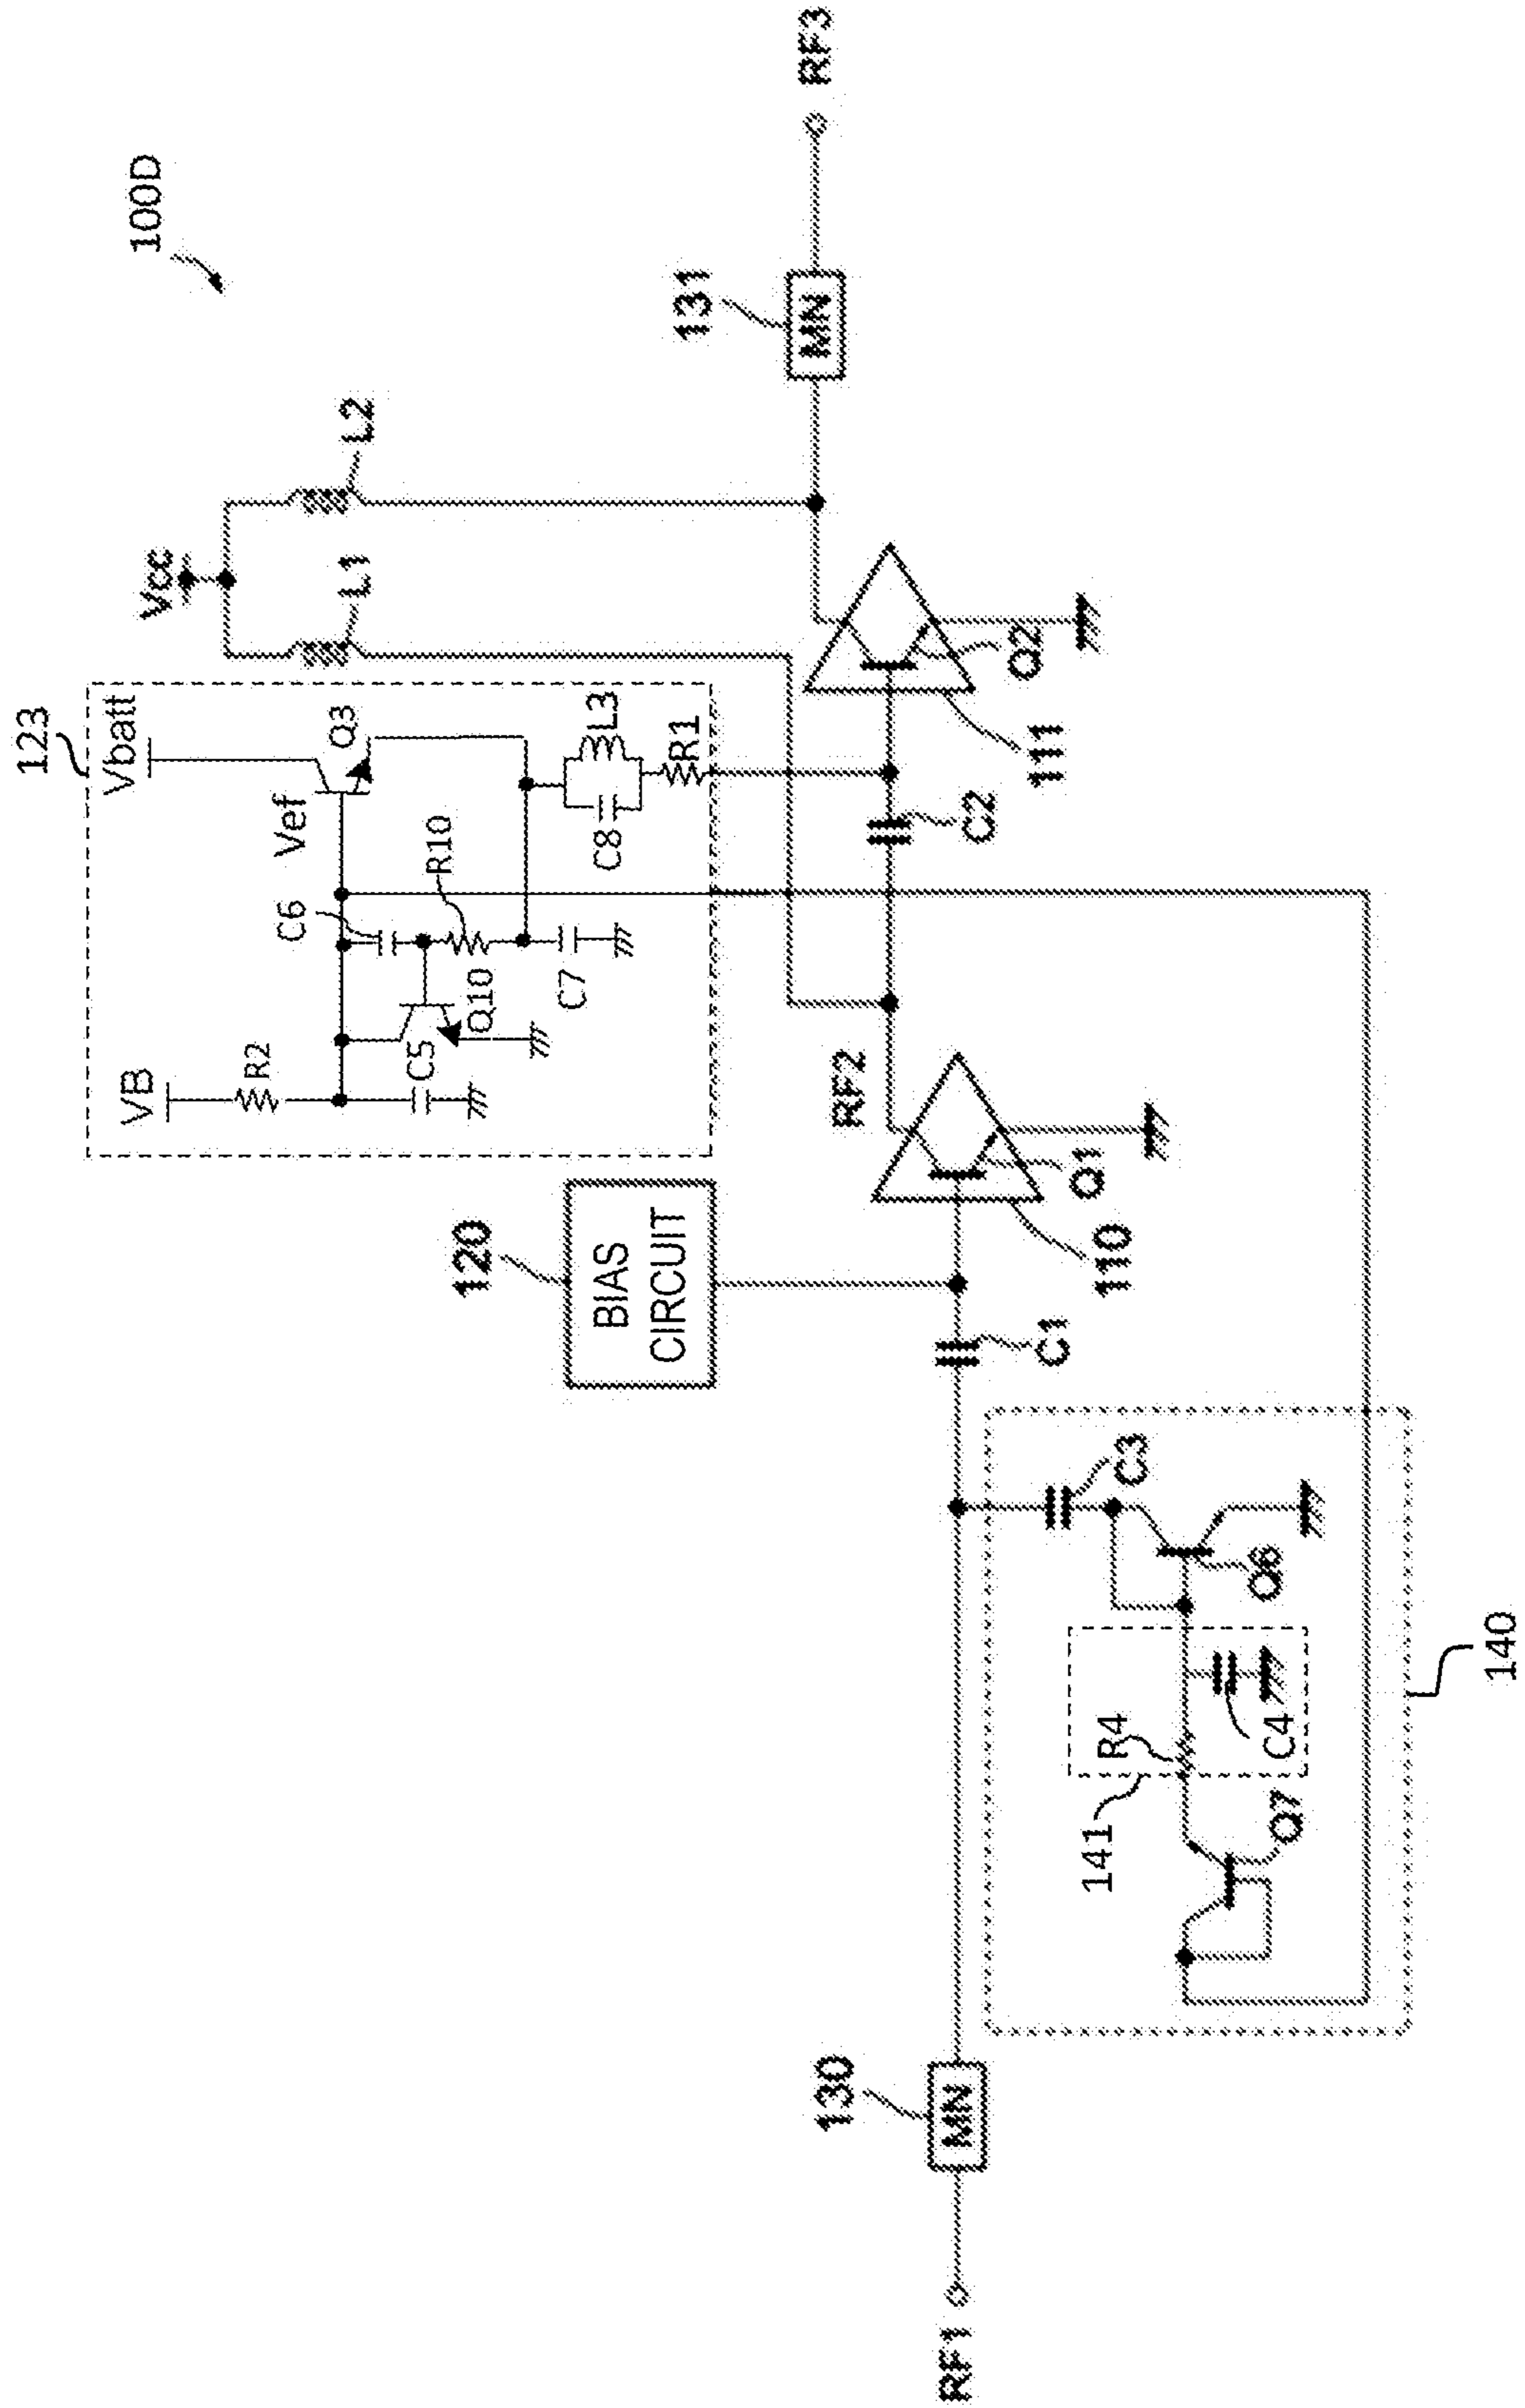 100D
123
Vbatt
Vcc
VB
R2
C6
Vef
Q3
L1
L2
R10
Q10
C5
C7
C8
L3
R1
120
BIAS
CIRCUIT
131
MN
RF3
RF2
C2
111
Q2
Q1
110
C1
130
MN
RF1
C3
Q6
141
R4
C4
Q7
140